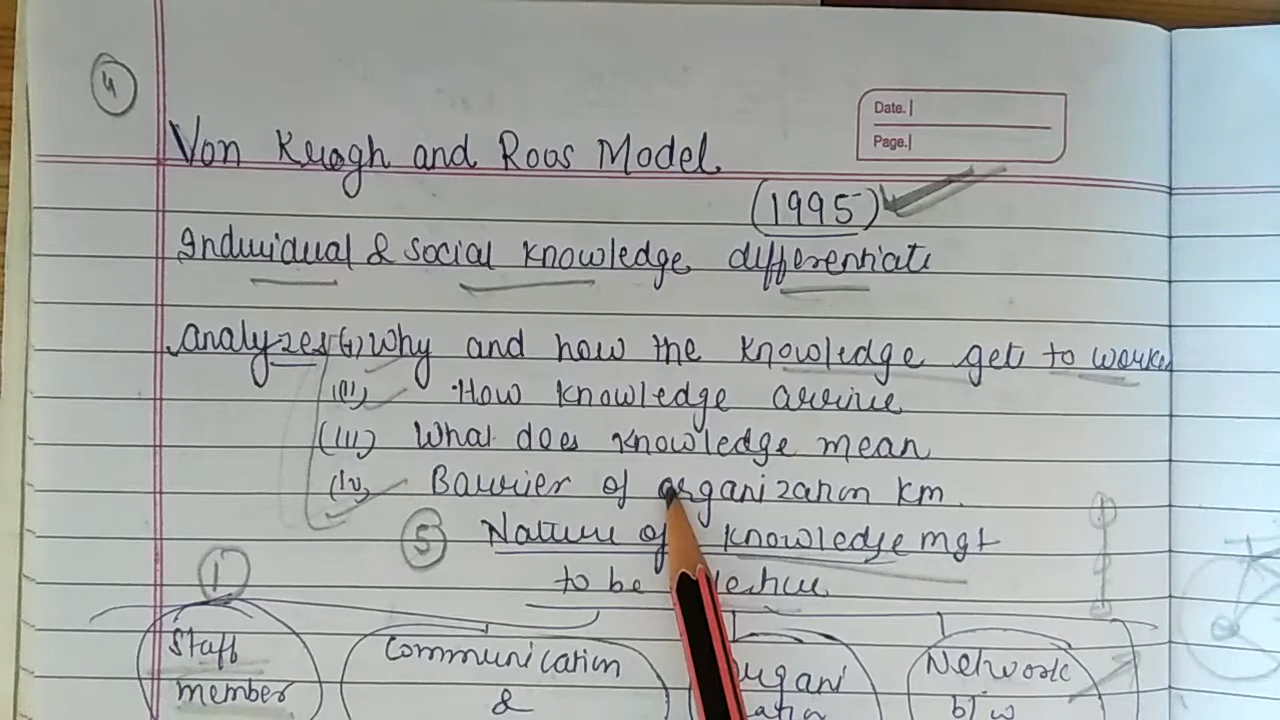 4
Date.
Page.
Von Krogh and Roos Model
(1995)
Individual & social knowledge differentiate
Analyzes (i) Why and how the knowledge gets to worker
(ii) How knowledge arrive
(iii) What does knowledge mean
(iv) Barrier of organization km.
5 Nature of knowledge mgt
to be
1
Staff member
Communication &
Network b/w